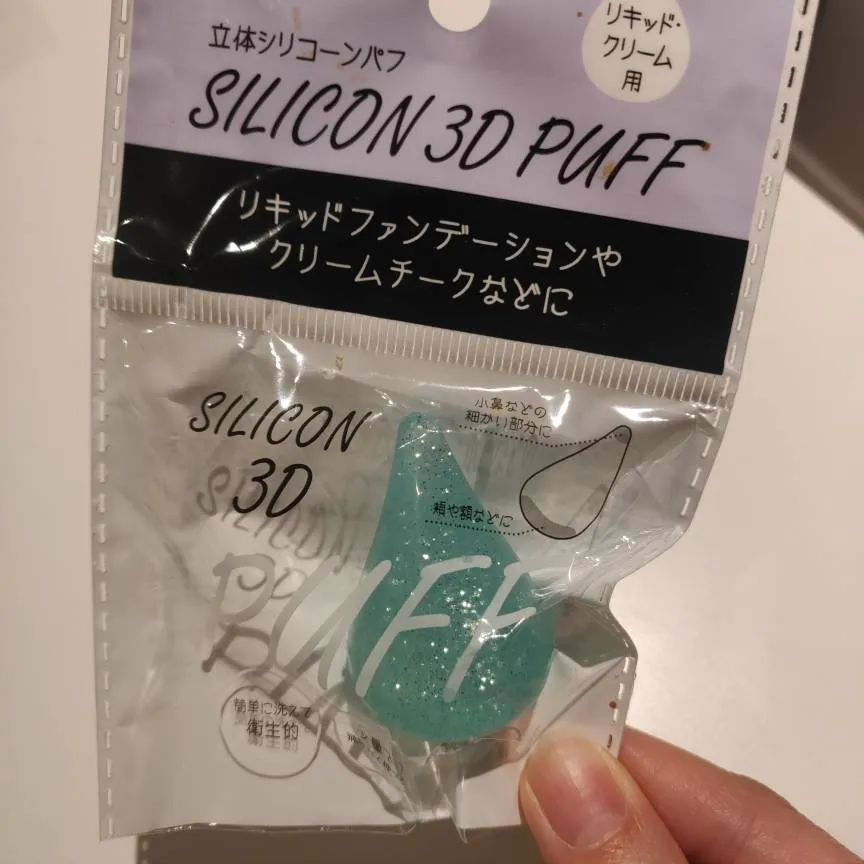 立体シリコーンパフ
SILICON 3D PUFF
リキッド・
クリーム
用
リキッドファンデーションや
クリームチークなどに
SILICON
3D
PUFF
小鼻などの
細かい部分に
頬や額などに
簡単に洗えて
衛生的